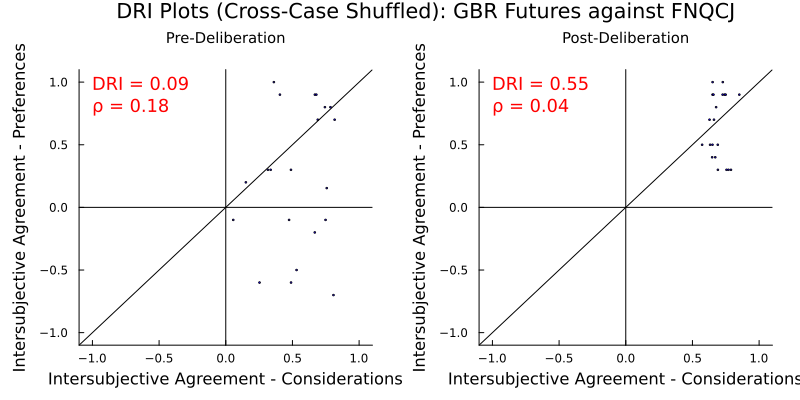 DRI Plots (Cross-Case Shuffled): GBR Futures against FNQCJ
Pre-Deliberation
Intersubjective Agreement - Preferences
1.0
0.5
0.0
−0.5
−1.0
DRI = 0.09
ρ = 0.18
−1.0 −0.5 0.0 0.5 1.0
Intersubjective Agreement - Considerations
Post-Deliberation
Intersubjective Agreement - Preferences
1.0
0.5
0.0
−0.5
−1.0
DRI = 0.55
ρ = 0.04
−1.0 −0.5 0.0 0.5 1.0
Intersubjective Agreement - Considerations